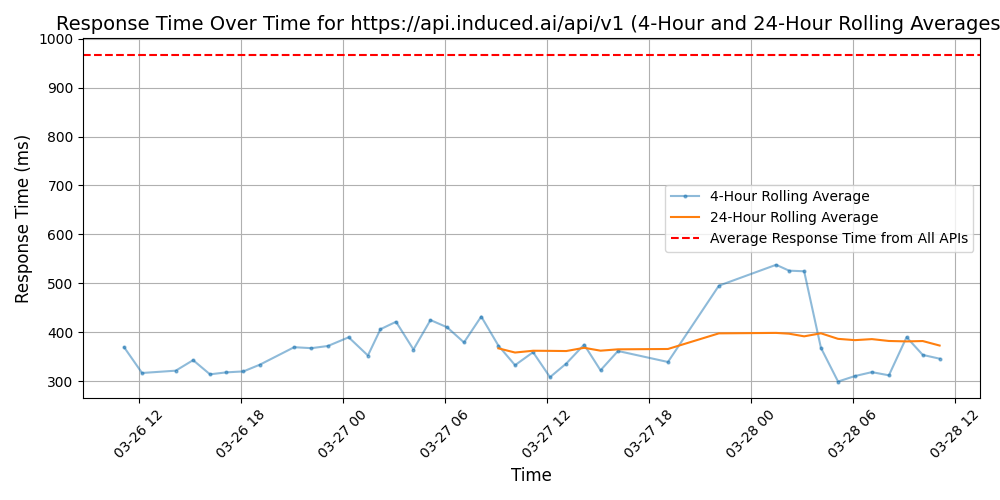 Response Time Over Time for https://api.induced.ai/api/v1 (4-Hour and 24-Hour Rolling Averages
1000
900
800
700
600
500
400
300
Response Time (ms)
4-Hour Rolling Average
24-Hour Rolling Average
Average Response Time from All APIs
03-26 12
03-26 18
03-27 00
03-27 06
03-27 12
03-27 18
03-28 00
03-28 06
03-28 12
Time